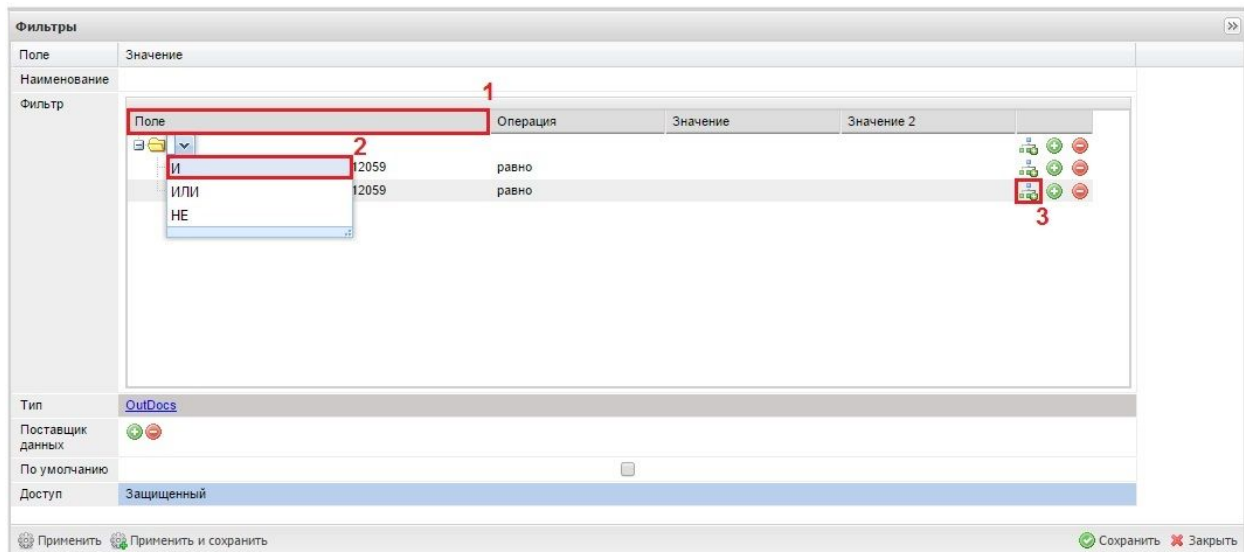 Фильтры
Поле Значение
Наименование
Фильтр
1
Поле Операция Значение Значение 2
2
И 12059 равно
ИЛИ 12059 равно
НЕ
3
Тип OutDocs
Поставщик данных
По умолчанию
Доступ Защищенный
Применить Применить и сохранить Сохранить Закрыть